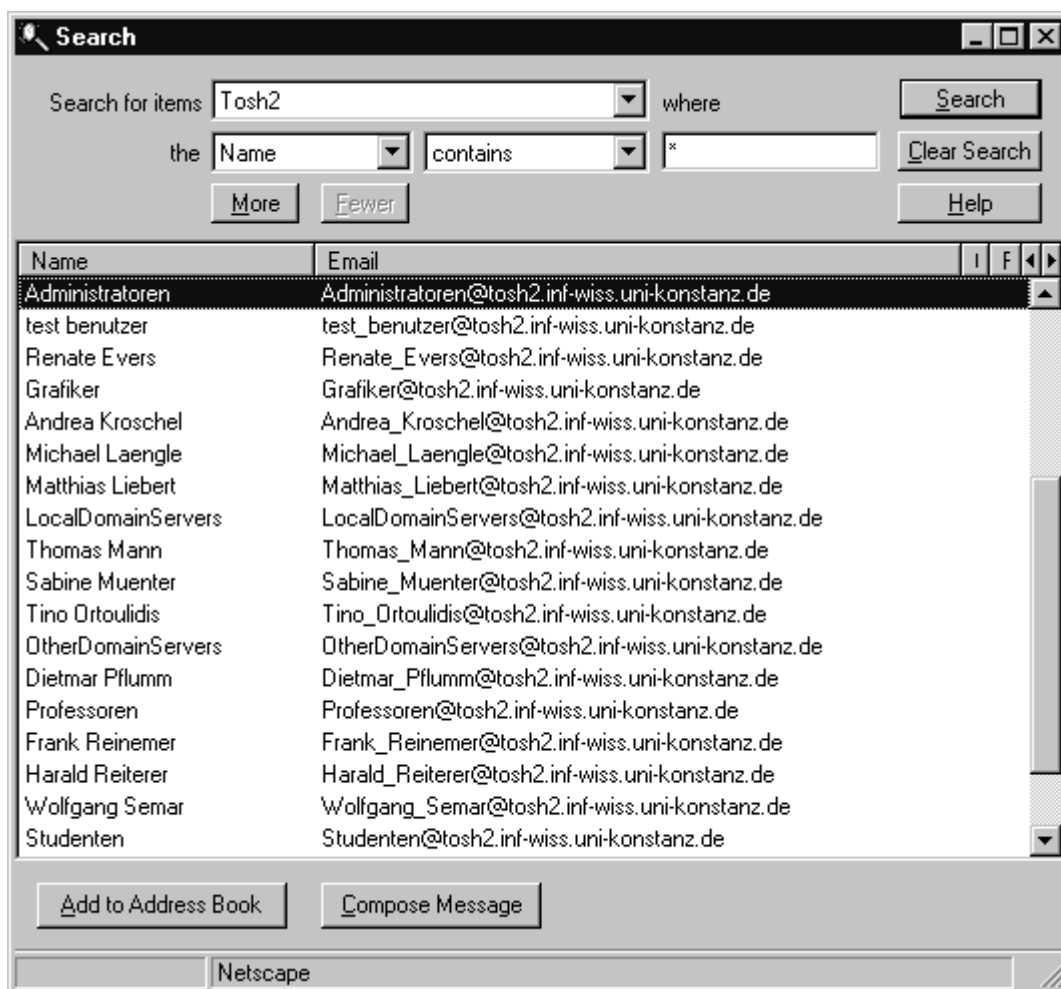 Search
Search for items Tosh2 where Search
the Name contains * Clear Search
More Fewer Help
Name Email I F
Administratoren Administratoren@tosh2.inf-wiss.uni-konstanz.de
test benutzer test_benutzer@tosh2.inf-wiss.uni-konstanz.de
Renate Evers Renate_Evers@tosh2.inf-wiss.uni-konstanz.de
Grafiker Grafiker@tosh2.inf-wiss.uni-konstanz.de
Andrea Kroschel Andrea_Kroschel@tosh2.inf-wiss.uni-konstanz.de
Michael Laengle Michael_Laengle@tosh2.inf-wiss.uni-konstanz.de
Matthias Liebert Matthias_Liebert@tosh2.inf-wiss.uni-konstanz.de
LocalDomainServers LocalDomainServers@tosh2.inf-wiss.uni-konstanz.de
Thomas Mann Thomas_Mann@tosh2.inf-wiss.uni-konstanz.de
Sabine Muenter Sabine_Muenter@tosh2.inf-wiss.uni-konstanz.de
Tino Ortoulidis Tino_Ortoulidis@tosh2.inf-wiss.uni-konstanz.de
OtherDomainServers OtherDomainServers@tosh2.inf-wiss.uni-konstanz.de
Dietmar Pflumm Dietmar_Pflumm@tosh2.inf-wiss.uni-konstanz.de
Professoren Professoren@tosh2.inf-wiss.uni-konstanz.de
Frank Reinemer Frank_Reinemer@tosh2.inf-wiss.uni-konstanz.de
Harald Reiterer Harald_Reiterer@tosh2.inf-wiss.uni-konstanz.de
Wolfgang Semar Wolfgang_Semar@tosh2.inf-wiss.uni-konstanz.de
Studenten Studenten@tosh2.inf-wiss.uni-konstanz.de
Add to Address Book Compose Message
Netscape